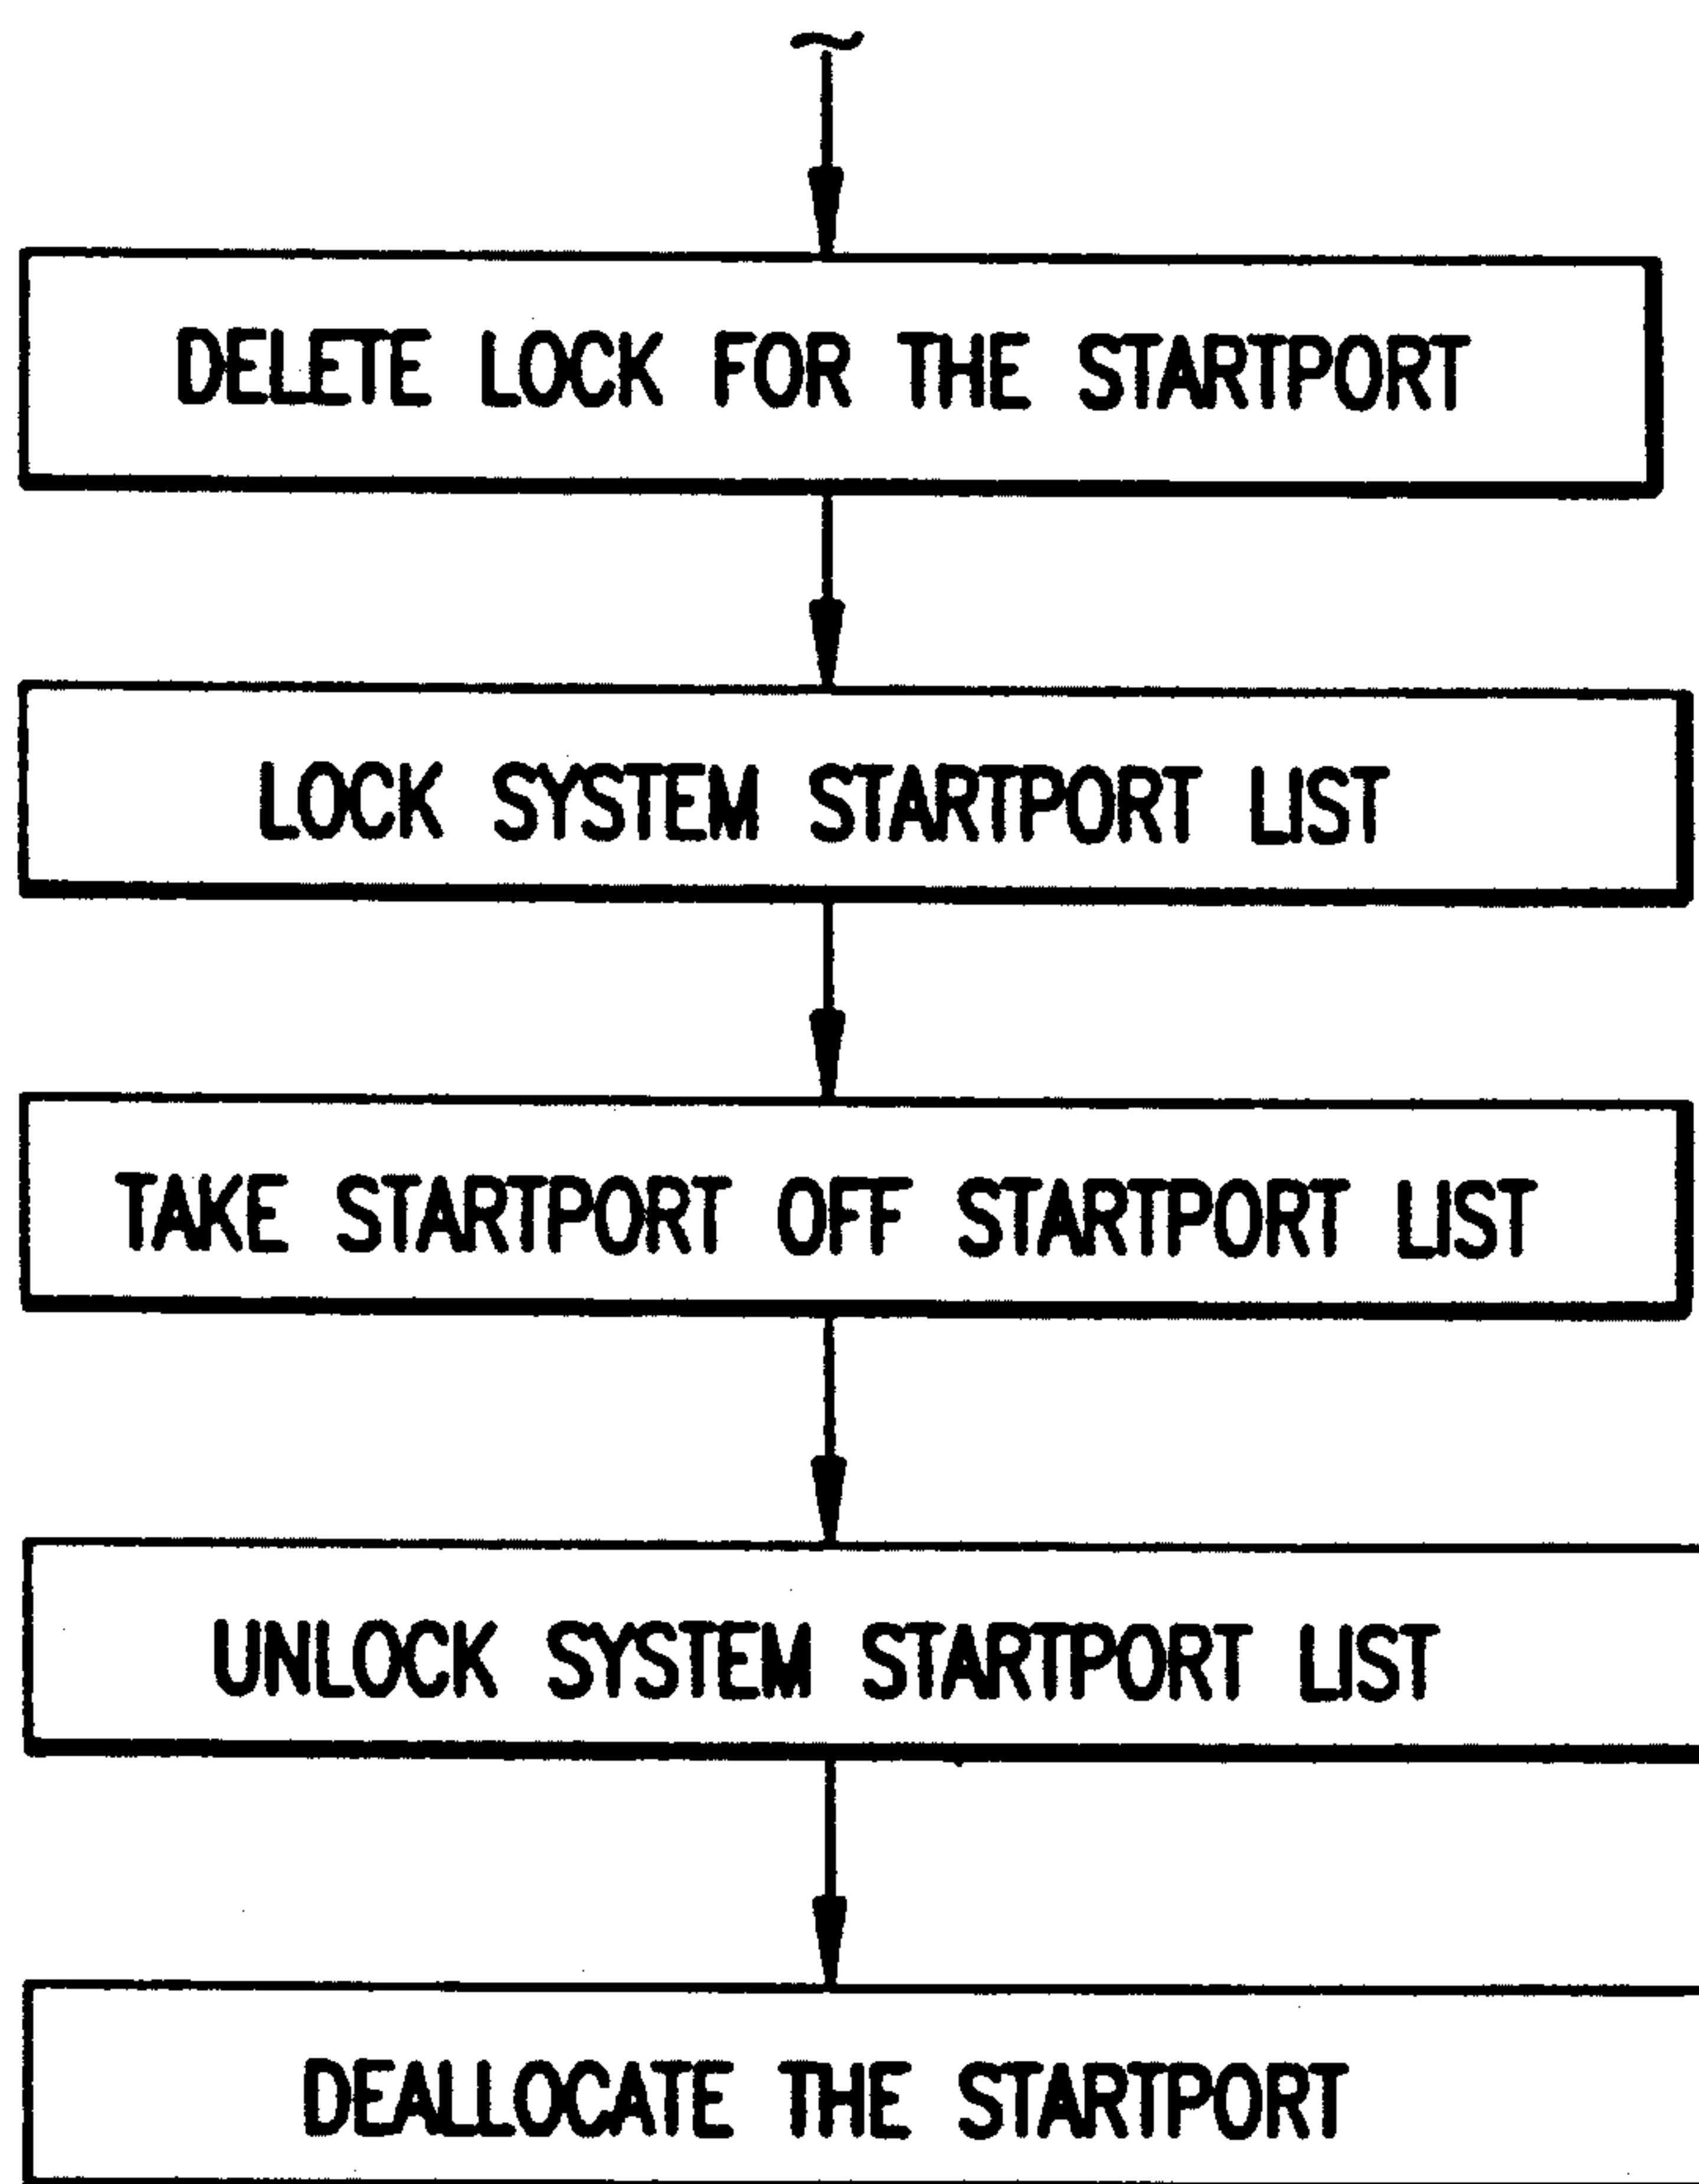 DELETE LOCK FOR THE STARTPORT
LOCK SYSTEM STARTPORT LIST
TAKE STARTPORT OFF STARTPORT LIST
UNLOCK SYSTEM STARTPORT LIST
DEALLOCATE THE STARTPORT